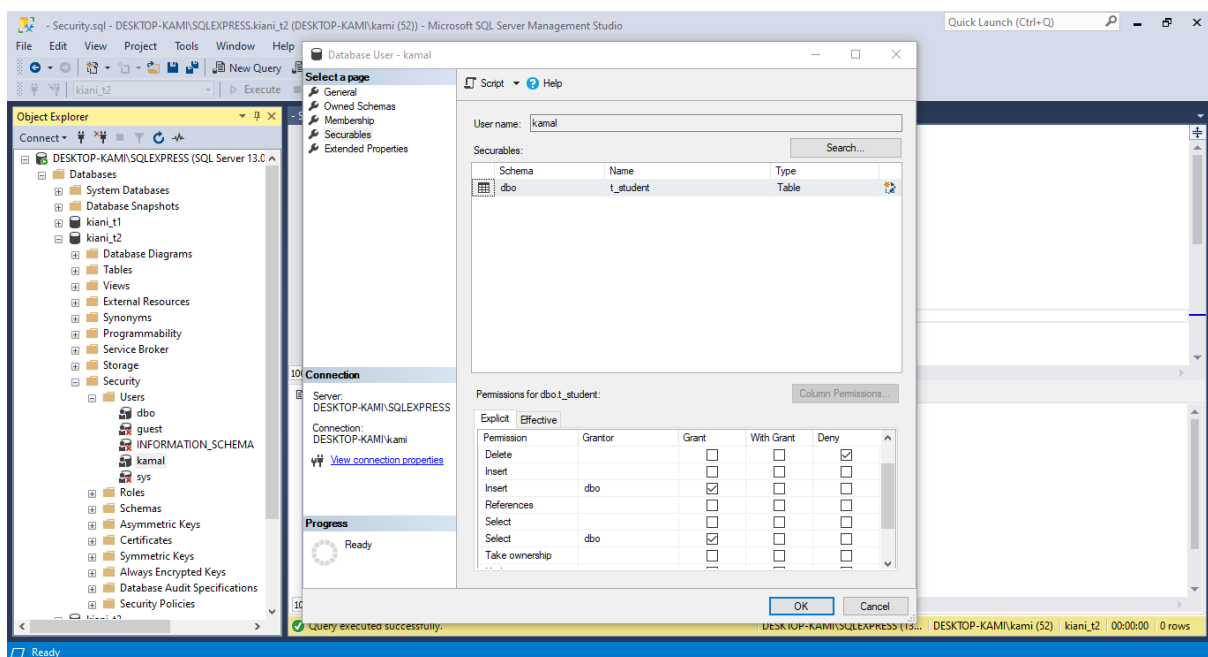 - Security.sql - DESKTOP-KAMI\SQLEXPRESS.kiani_t2 (DESKTOP-KAMI\kami (52)) - Microsoft SQL Server Management Studio
Quick Launch (Ctrl+Q)
File Edit View Project Tools Window Help
New Query
kiani_t2
Execute
Object Explorer
Connect
DESKTOP-KAMI\SQLEXPRESS (SQL Server 13.0
Databases
System Databases
Database Snapshots
kiani_t1
kiani_t2
Database Diagrams
Tables
Views
External Resources
Synonyms
Programmability
Service Broker
Storage
Security
Users
dbo
guest
INFORMATION_SCHEMA
kamal
sys
Roles
Schemas
Asymmetric Keys
Certificates
Symmetric Keys
Always Encrypted Keys
Database Audit Specifications
Security Policies
Database User - kamal
Select a page
General
Owned Schemas
Membership
Securables
Extended Properties
Connection
Server:
DESKTOP-KAMI\SQLEXPRESS
Connection:
DESKTOP-KAMI\kami
View connection properties
Progress
Ready
Script Help
User name: kamal
Securables:
Search...
Schema Name Type
dbo t_student Table
Permissions for dbo.t_student:
Column Permissions...
Explicit Effective
Permission Grantor Grant With Grant Deny
Delete
Insert
Insert dbo
References
Select
Select dbo
Take ownership
OK Cancel
Query executed successfully.
DESKTOP-KAMI\SQLEXPRESS (13... DESKTOP-KAMI\kami (52) kiani_t2 00:00:00 0 rows
Ready